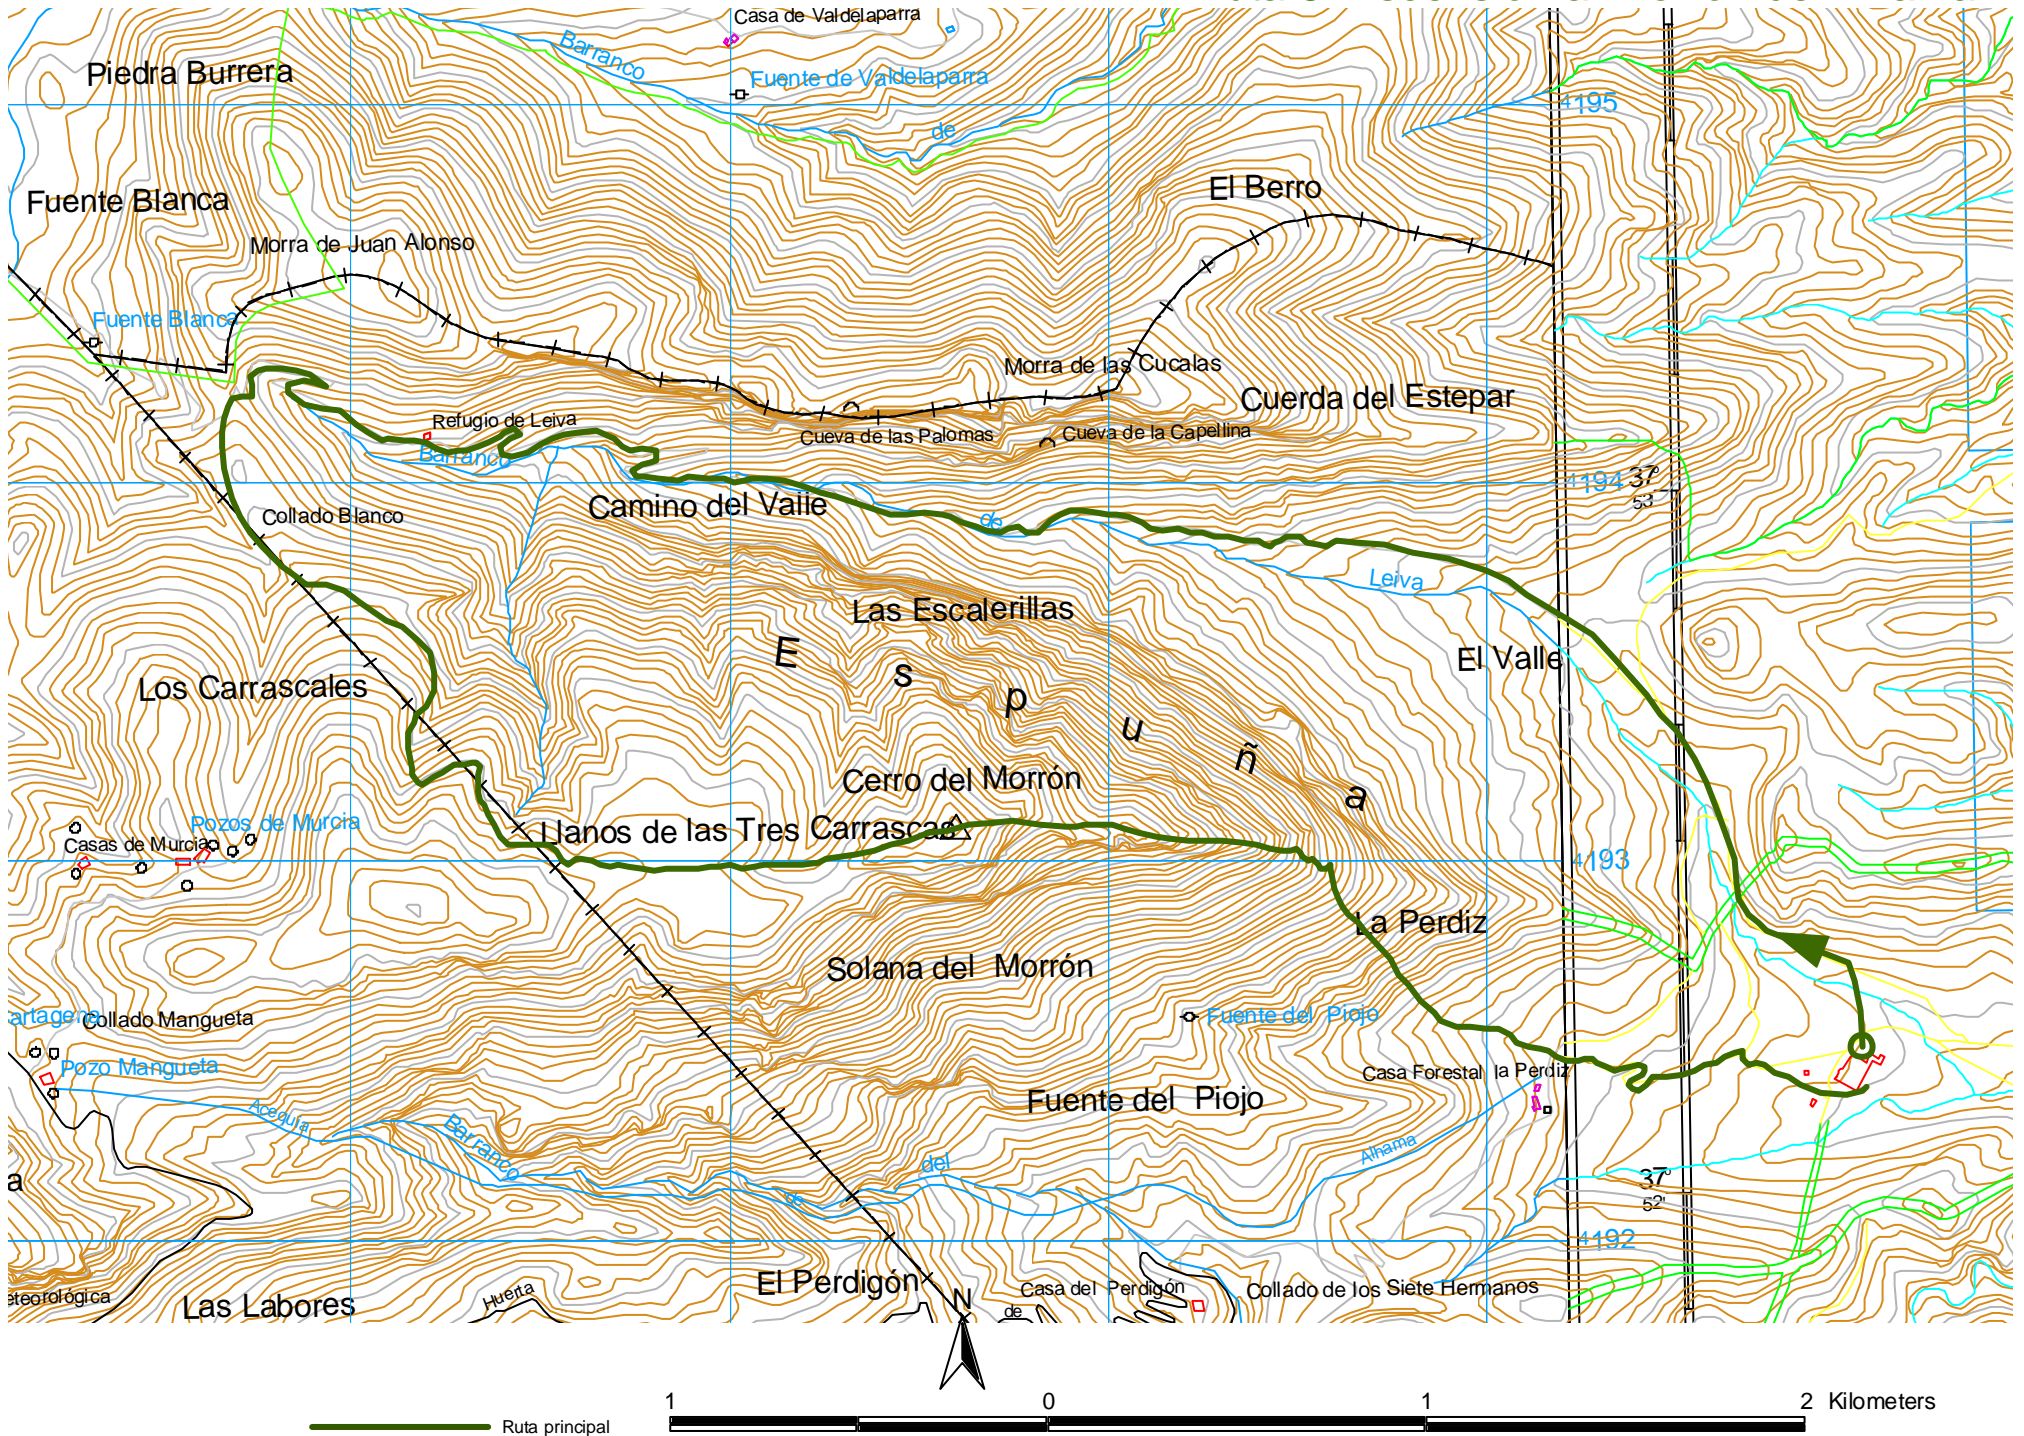 Casa de Valdelaparra
Barranco
Piedra Burrera
Fuente de Valdelaparra
4195
de
El Berro
Fuente Blanca
Morra de Juan Alonso
Fuente Blanca
Morra de las Cucalas
Cuerda del Estepar
Refugio de Leiva
Cueva de las Palomas
Cueva de la Capellina
Barranco
4194
37º
53'
Camino del Valle
Collado Blanco
de
Leiva
Las Escalerillas
El Valle
E s p u ñ a
Los Carrascales
Cerro del Morrón
Pozos de Murcia
Llanos de las Tres Carrascas
Casas de Murcia
4193
La Perdiz
Solana del Morrón
artagena
Collado Mangueta
Fuente del Piojo
Pozo Mangueta
Casa Forestal la Perdiz
Fuente del Piojo
Acequia
Barranco
Alhama
del
a
37º
52'
de
4192
El Perdigón
Casa del Perdigón
Collado de los Siete Hermanos
eteorológica
Las Labores
Huerta
N
de
1 0 1 2 Kilometers
Ruta principal